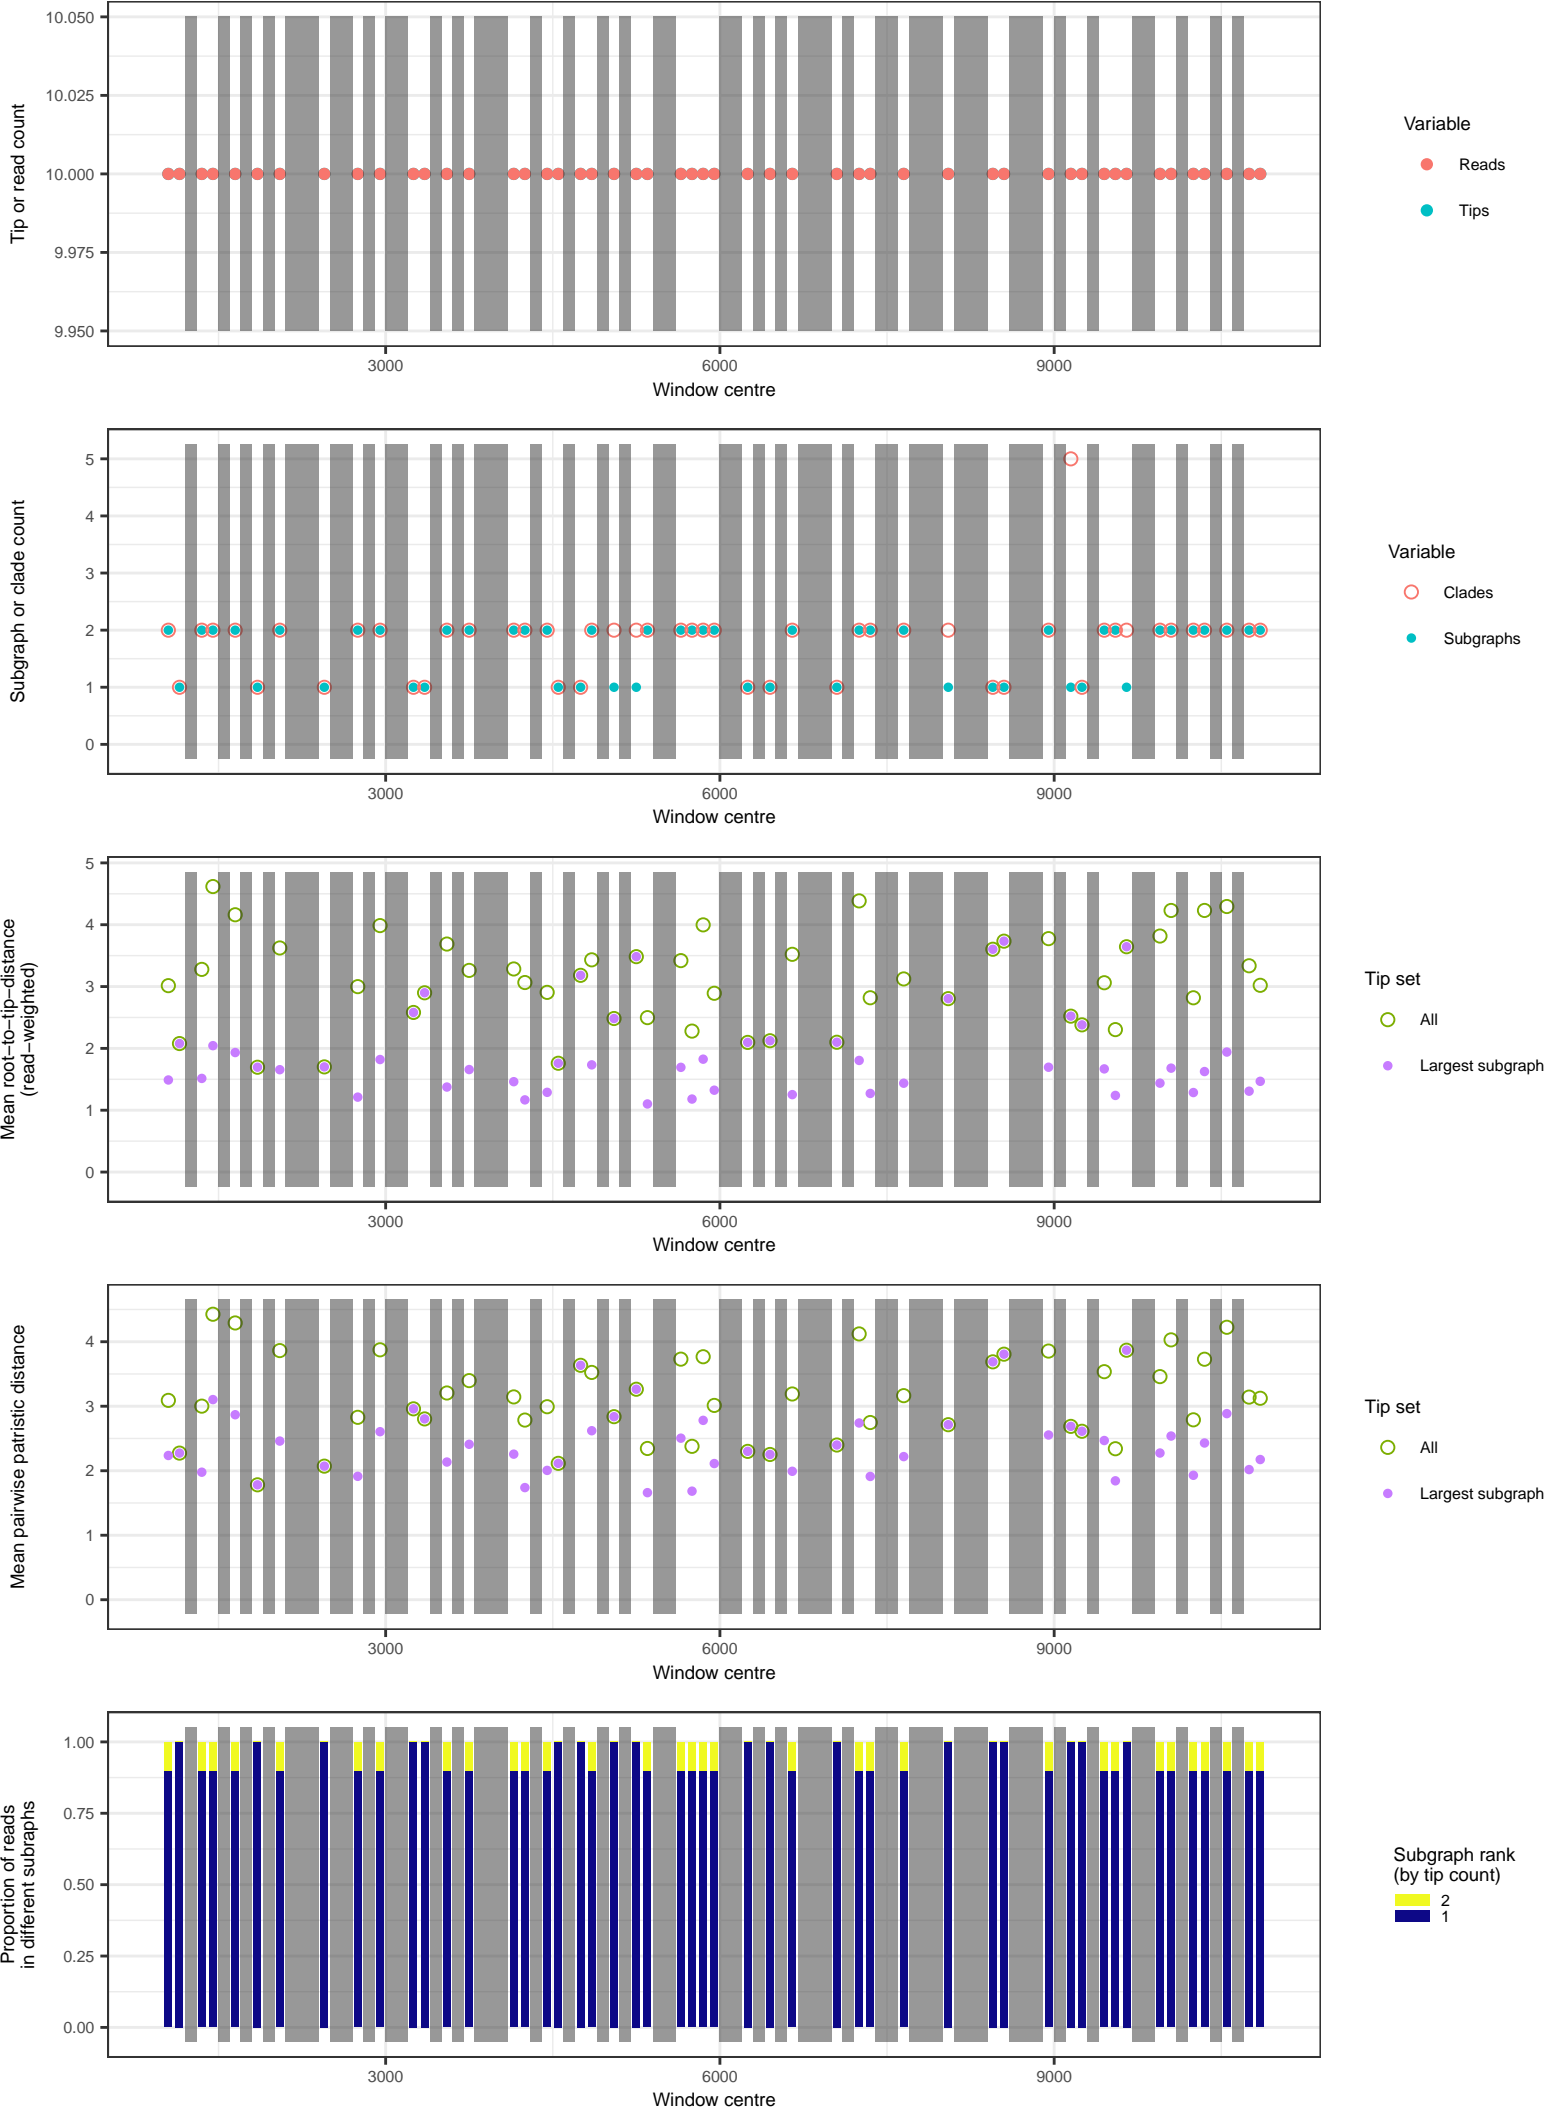 10.050
10.025
10.000
9.975
9.950
Tip or read count
3000 6000 9000
Window centre
Variable
Reads
Tips
5
4
3
2
1
0
Subgraph or clade count
3000 6000 9000
Window centre
Variable
Clades
Subgraphs
5
4
3
2
1
0
Mean root−to−tip−distance
(read−weighted)
3000 6000 9000
Window centre
Tip set
All
Largest subgraph
4
3
2
1
0
Mean pairwise patristic distance
3000 6000 9000
Window centre
Tip set
All
Largest subgraph
1.00
0.75
0.50
0.25
0.00
Proportion of reads
in different subraphs
3000 6000 9000
Window centre
Subgraph rank
(by tip count)
2
1